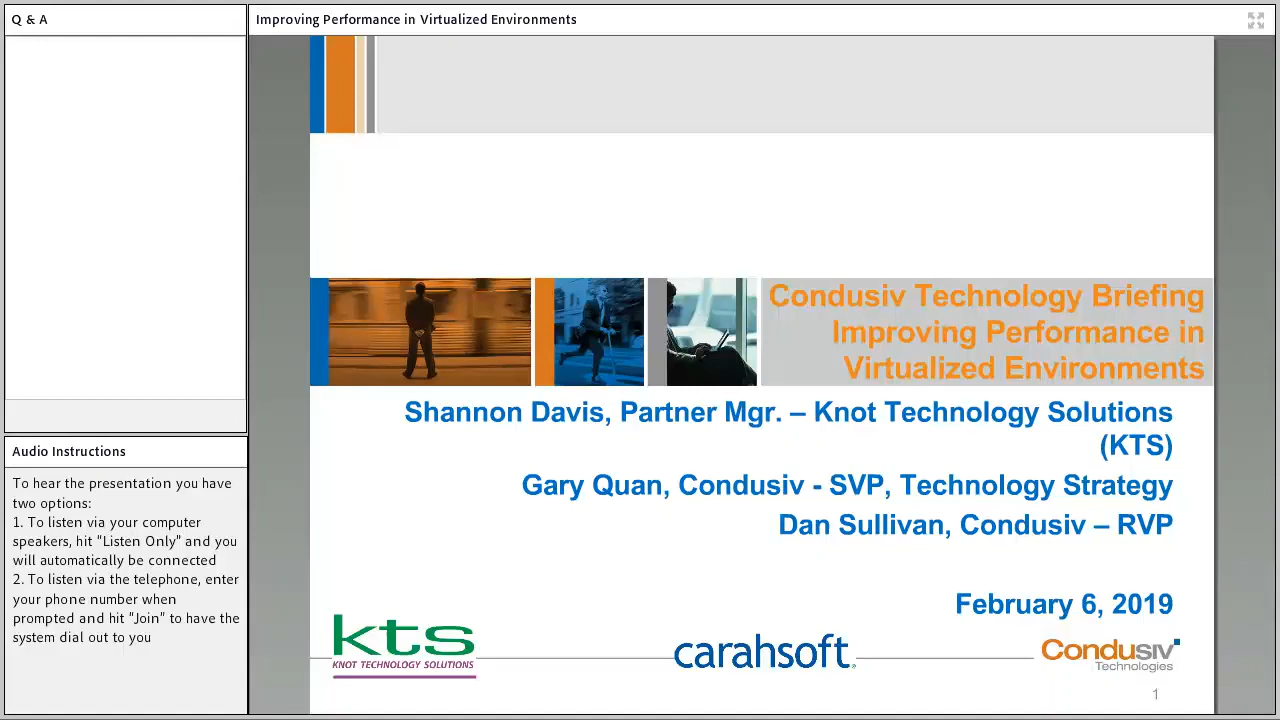 Q & A
Improving Performance in Virtualized Environments
Condusiv Technology Briefing
Improving Performance in
Virtualized Environments
Shannon Davis, Partner Mgr. – Knot Technology Solutions
(KTS)
Gary Quan, Condusiv - SVP, Technology Strategy
Dan Sullivan, Condusiv – RVP
February 6, 2019
Audio Instructions
To hear the presentation you have
two options:
1. To listen via your computer
speakers, hit "Listen Only" and you
will automatically be connected
2. To listen via the telephone, enter
your phone number when
prompted and hit "Join" to have the
system dial out to you
kts
KNOT TECHNOLOGY SOLUTIONS
carahsoft.
Condusiv
Technologies
1